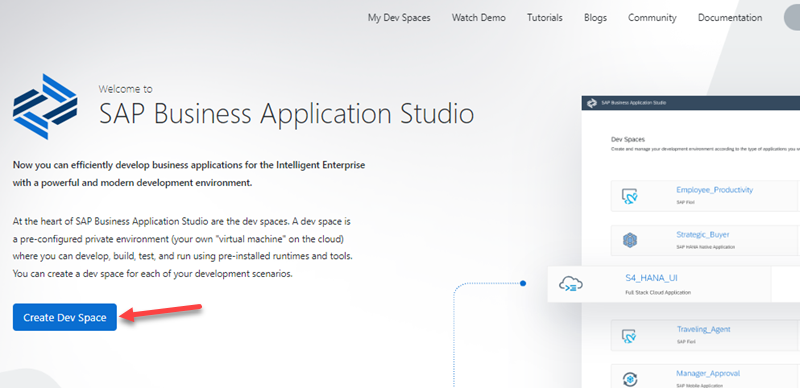 My Dev Spaces Watch Demo Tutorials Blogs Community Documentation
Welcome to
SAP Business Application Studio
Now you can efficiently develop business applications for the Intelligent Enterprise
with a powerful and modern development environment.
At the heart of SAP Business Application Studio are the dev spaces. A dev space is
a pre-configured private environment (your own "virtual machine" on the cloud)
where you can develop, build, test, and run using pre-installed runtimes and tools.
You can create a dev space for each of your development scenarios.
Create Dev Space
SAP Business Application Studio
Dev Spaces
Create and manage your development environment according to the type of applications you
Employee_Productivity
SAP Fiori
Strategic_Buyer
SAP HANA Native Application
S4_HANA_UI
Full Stack Cloud Application
Traveling_Agent
SAP Fiori
Manager_Approval
SAP Mobile Application